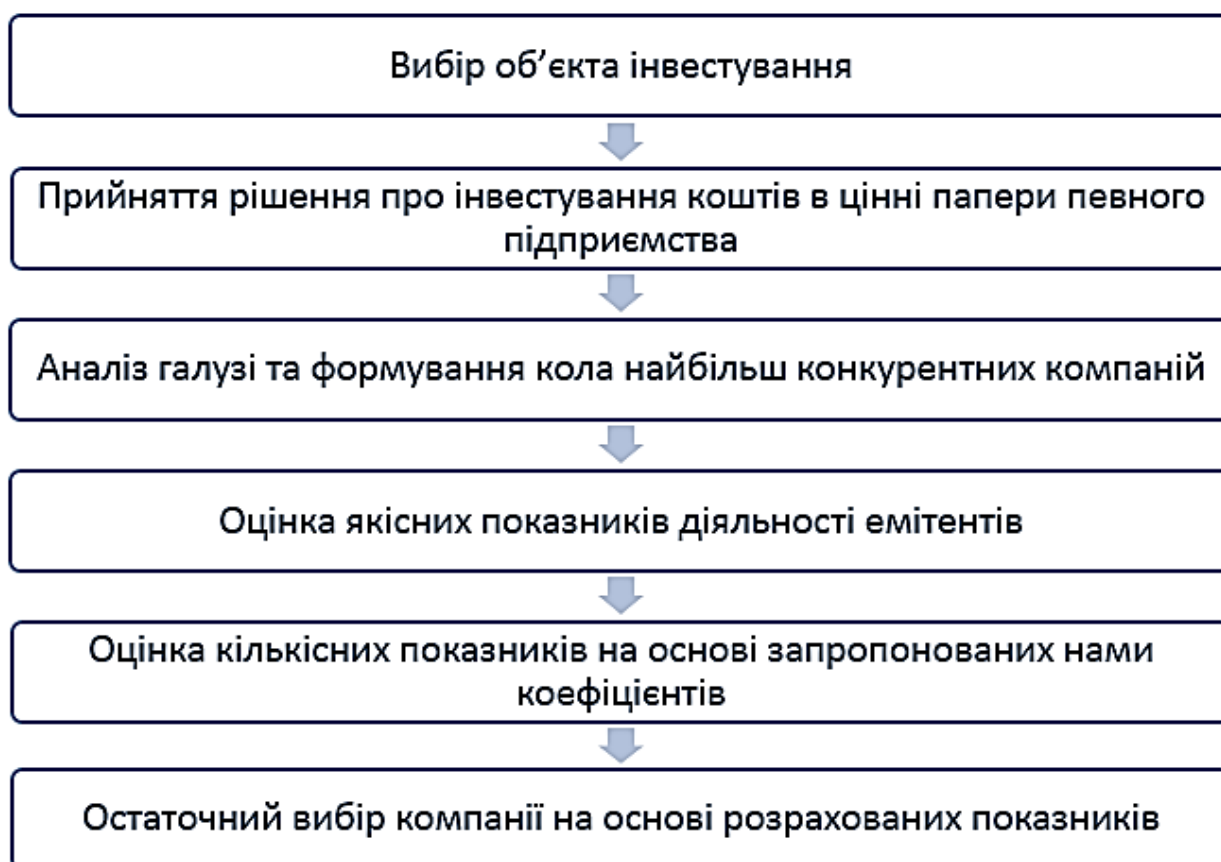 Вибір об’єкта інвестування
Прийняття рішення про інвестування коштів в цінні папери певного
підприємства
Аналіз галузі та формування кола найбільш конкурентних компаній
Оцінка якісних показників діяльності емітентів
Оцінка кількісних показників на основі запропонованих нами
коефіцієнтів
Остаточний вибір компанії на основі розрахованих показників